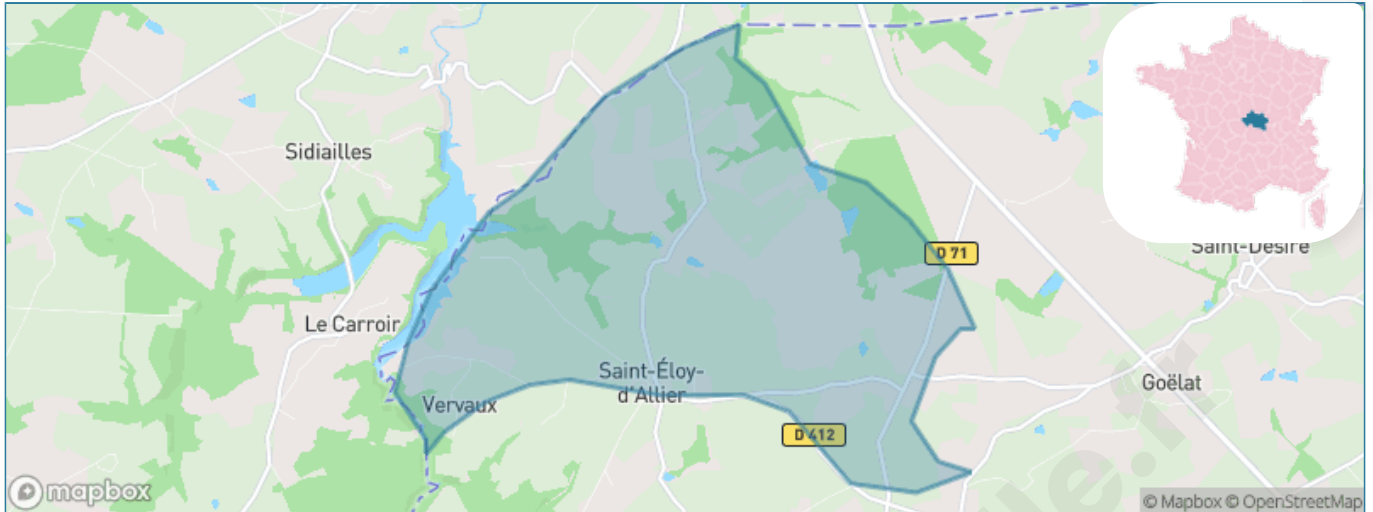 Sidiailles
D 71
Saint-Désiré
Le Carroir
Saint-Éloy-
d'Allier
Goëlat
Vervaux
D 412
mapbox
© Mapbox © OpenStreetMap